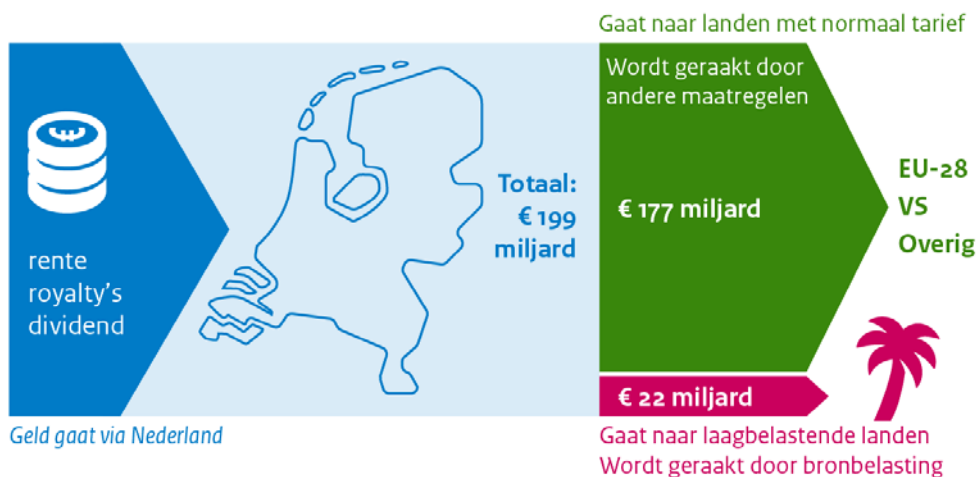 Gaat naar landen met normaal tarief
Wordt geraakt door
andere maatregelen
rente
royalty's
dividend
Totaal:
€ 199
miljard
€ 177 miljard
EU-28
VS
Overig
€ 22 miljard
Geld gaat via Nederland
Gaat naar laagbelastende landen
Wordt geraakt door bronbelasting